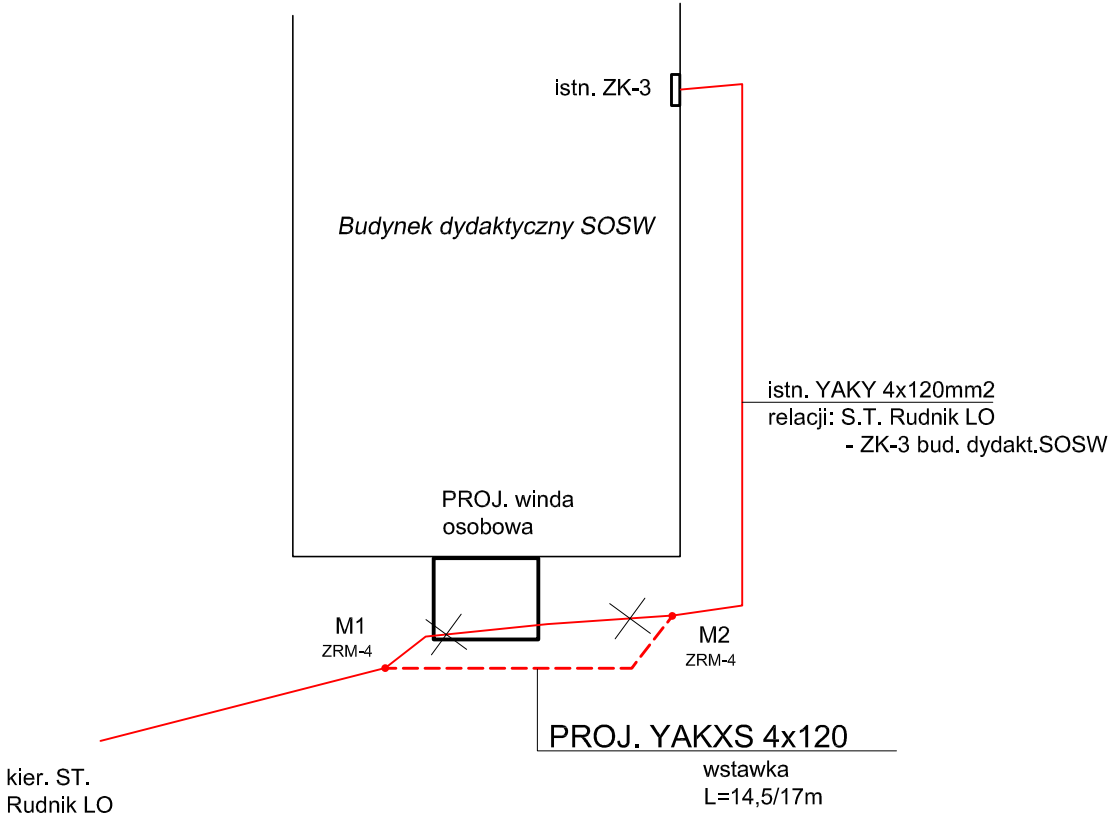 istn. ZK-3
Budynek dydaktyczny SOSW
istn. YAKY 4x120mm2
relacji: S.T. Rudnik LO
- ZK-3 bud. dydakt.SOSW
PROJ. winda
osobowa
M1
ZRM-4
M2
ZRM-4
PROJ. YAKXS 4x120
wstawka
L=14,5/17m
kier. ST.
Rudnik LO